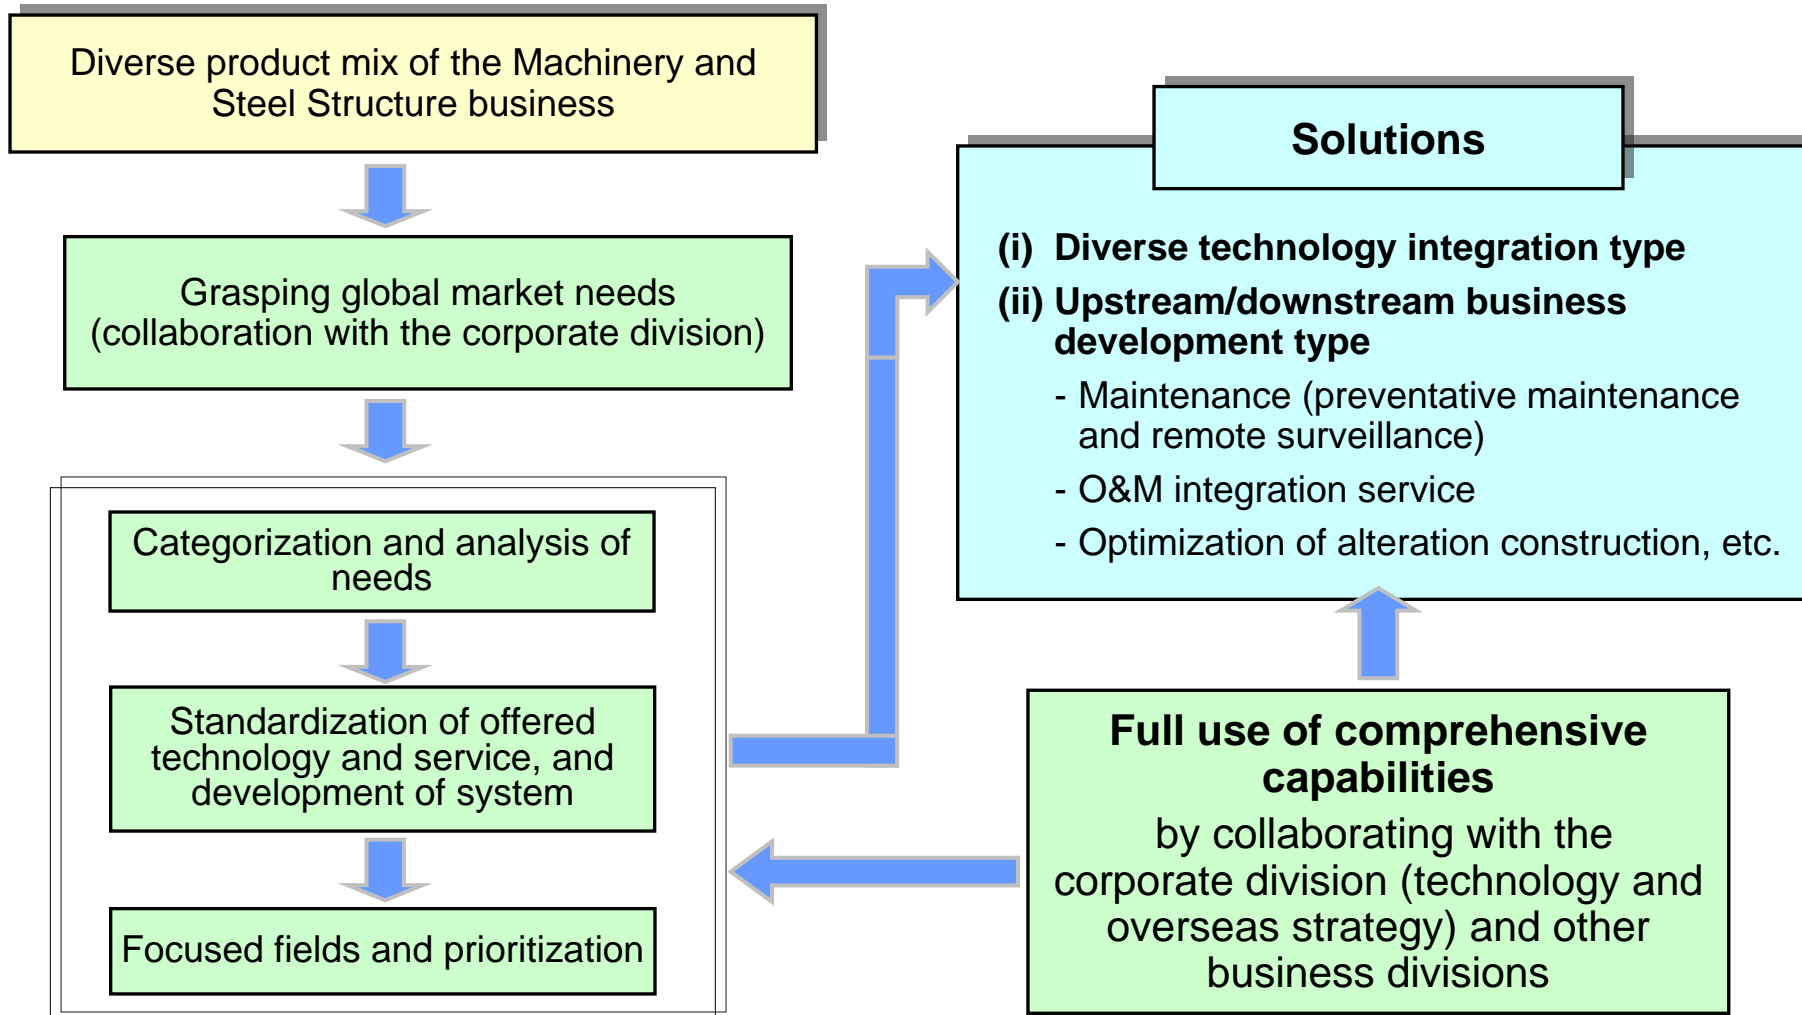 Diverse product mix of the Machinery and
Steel Structure business
Grasping global market needs
(collaboration with the corporate division)
Categorization and analysis of
needs
Standardization of offered
technology and service, and
development of system
Focused fields and prioritization
Solutions
(i) Diverse technology integration type
(ii) Upstream/downstream business
development type
- Maintenance (preventative maintenance
and remote surveillance)
- O&M integration service
- Optimization of alteration construction, etc.
Full use of comprehensive
capabilities
by collaborating with the
corporate division (technology and
overseas strategy) and other
business divisions